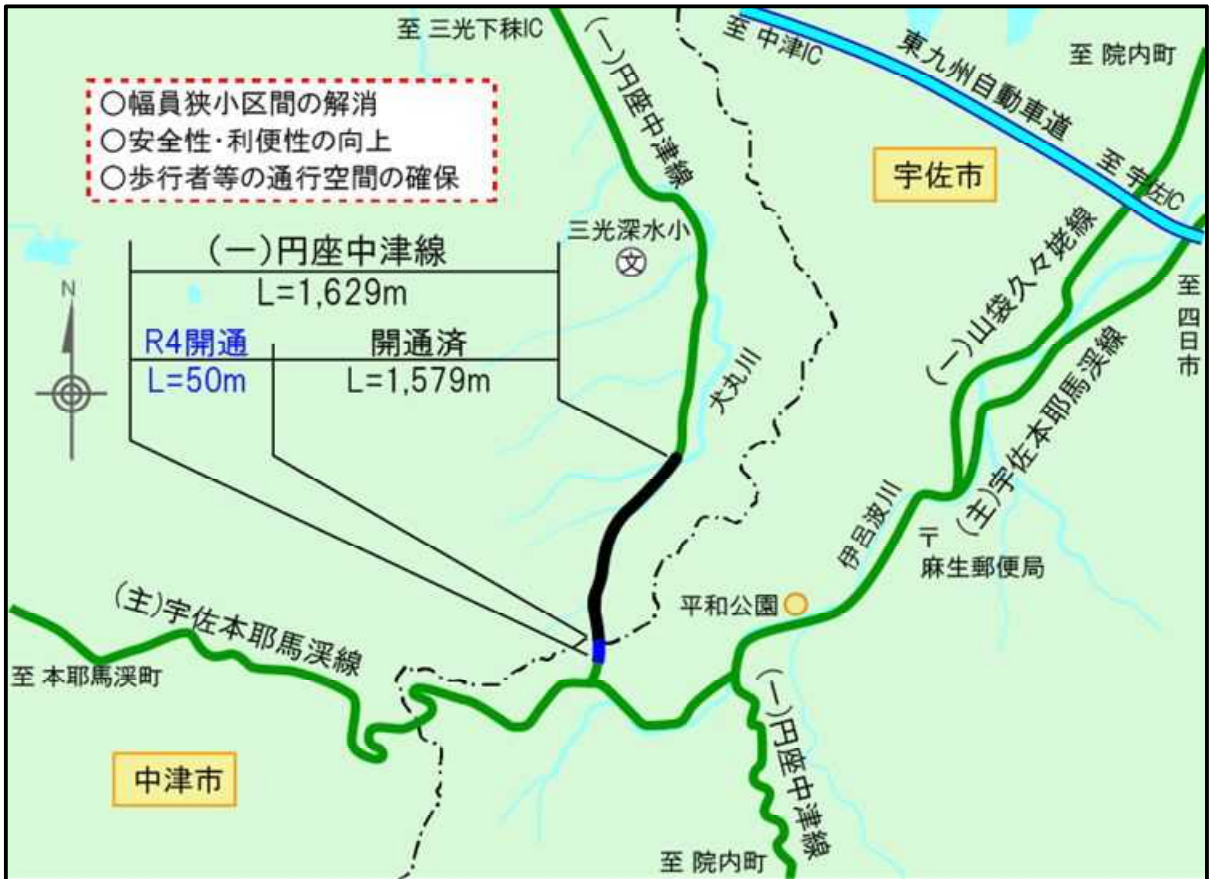 至 三光下秣IC
(一)円座中津線
至 中津IC
東九州自動車道
至 院内町
○幅員狭小区間の解消
○安全性・利便性の向上
○歩行者等の通行空間の確保
宇佐市
至 宇佐IC
三光深水小
文
(一)円座中津線
L=1,629m
N
R4開通
開通済
L=50m
L=1,579m
犬丸川
(一)山袋久々姥線
至 四日市
(主)宇佐本耶馬渓線
伊呂波川
〒
麻生郵便局
平和公園
(主)宇佐本耶馬渓線
至 本耶馬渓町
(一)円座中津線
中津市
至 院内町